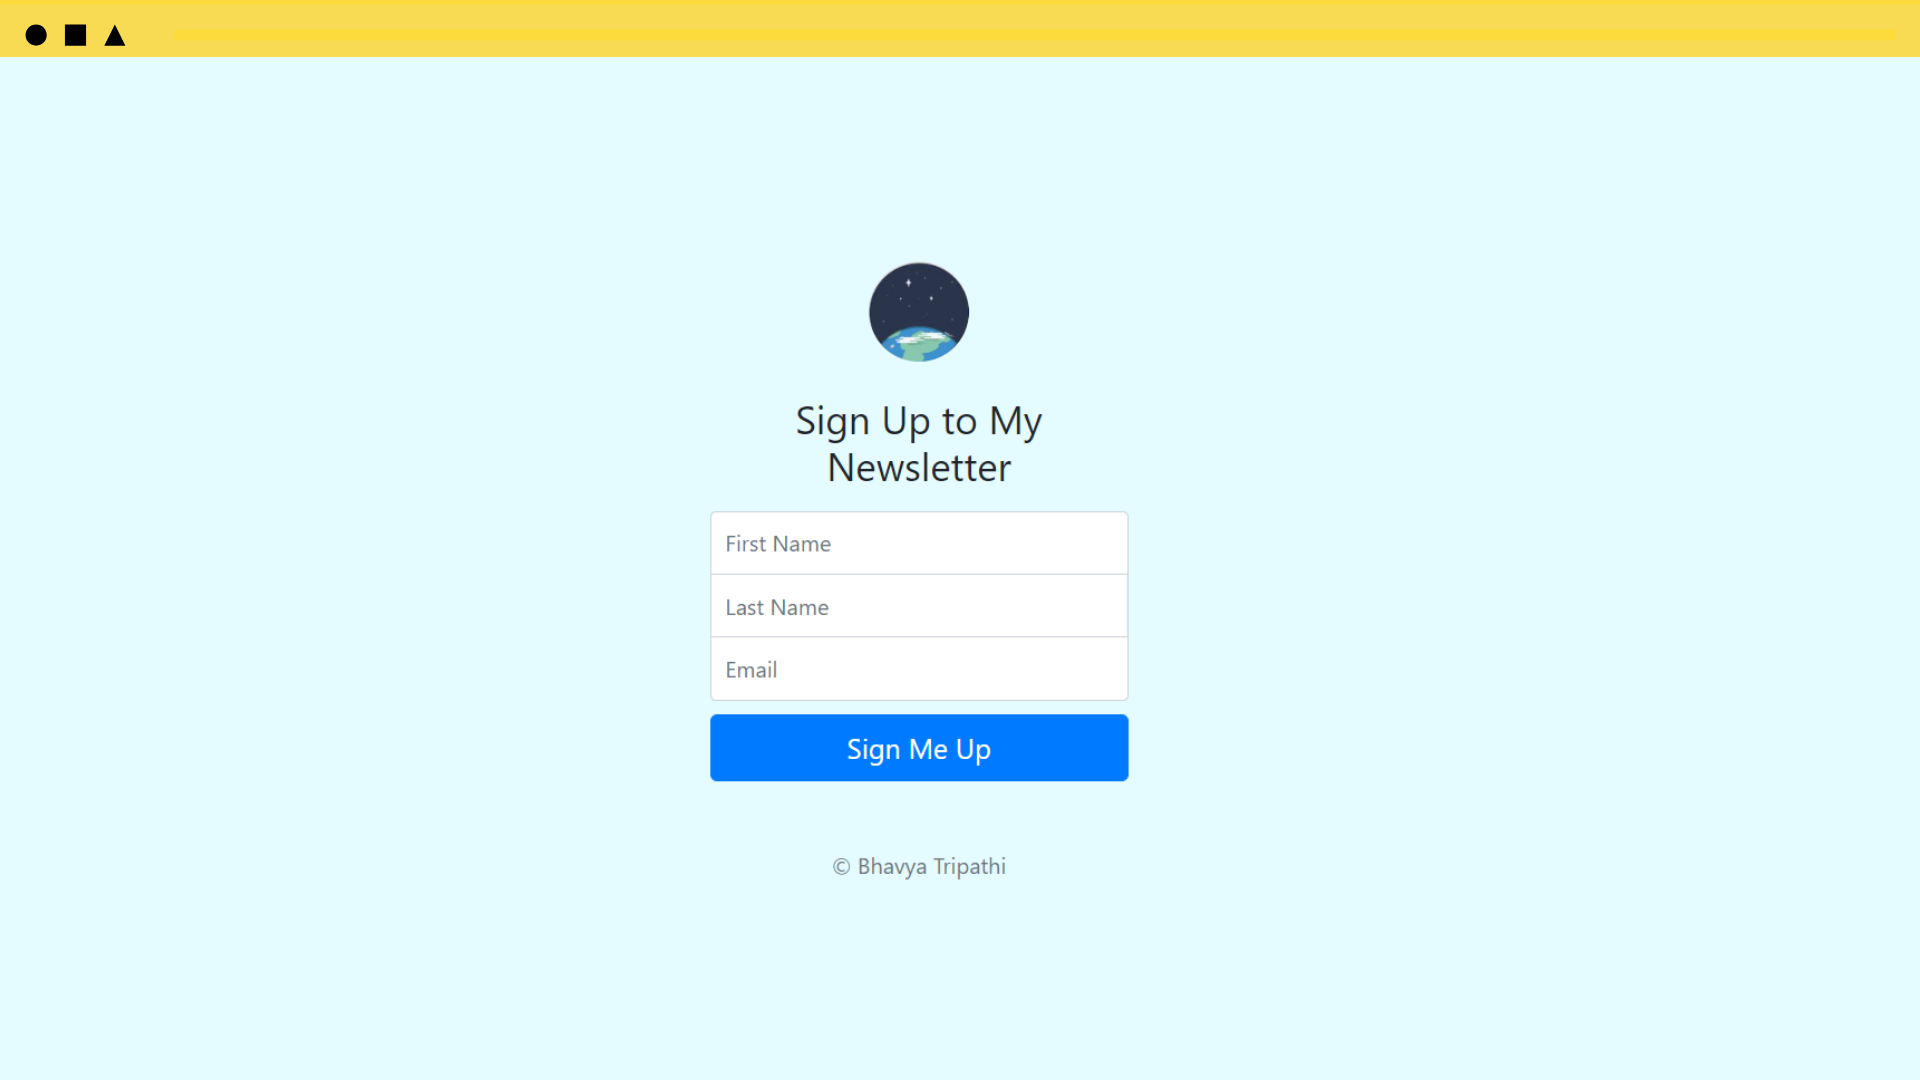 Sign Up to My
Newsletter
First Name
Last Name
Email
Sign Me Up
© Bhavya Tripathi